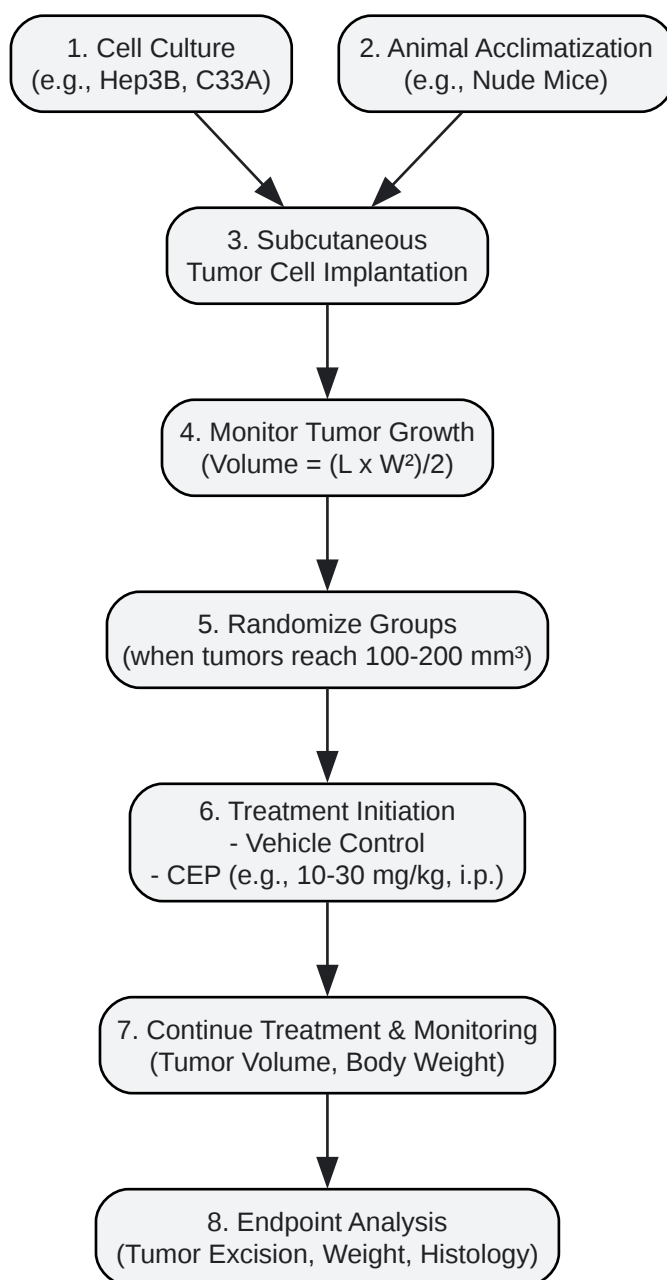 1. Cell Culture
(e.g., Hep3B, C33A)
2. Animal Acclimatization
(e.g., Nude Mice)
3. Subcutaneous
Tumor Cell Implantation
4. Monitor Tumor Growth
(Volume = (L x W²)/2)
5. Randomize Groups
(when tumors reach 100-200 mm³)
6. Treatment Initiation
- Vehicle Control
- CEP (e.g., 10-30 mg/kg, i.p.)
7. Continue Treatment & Monitoring
(Tumor Volume, Body Weight)
8. Endpoint Analysis
(Tumor Excision, Weight, Histology)